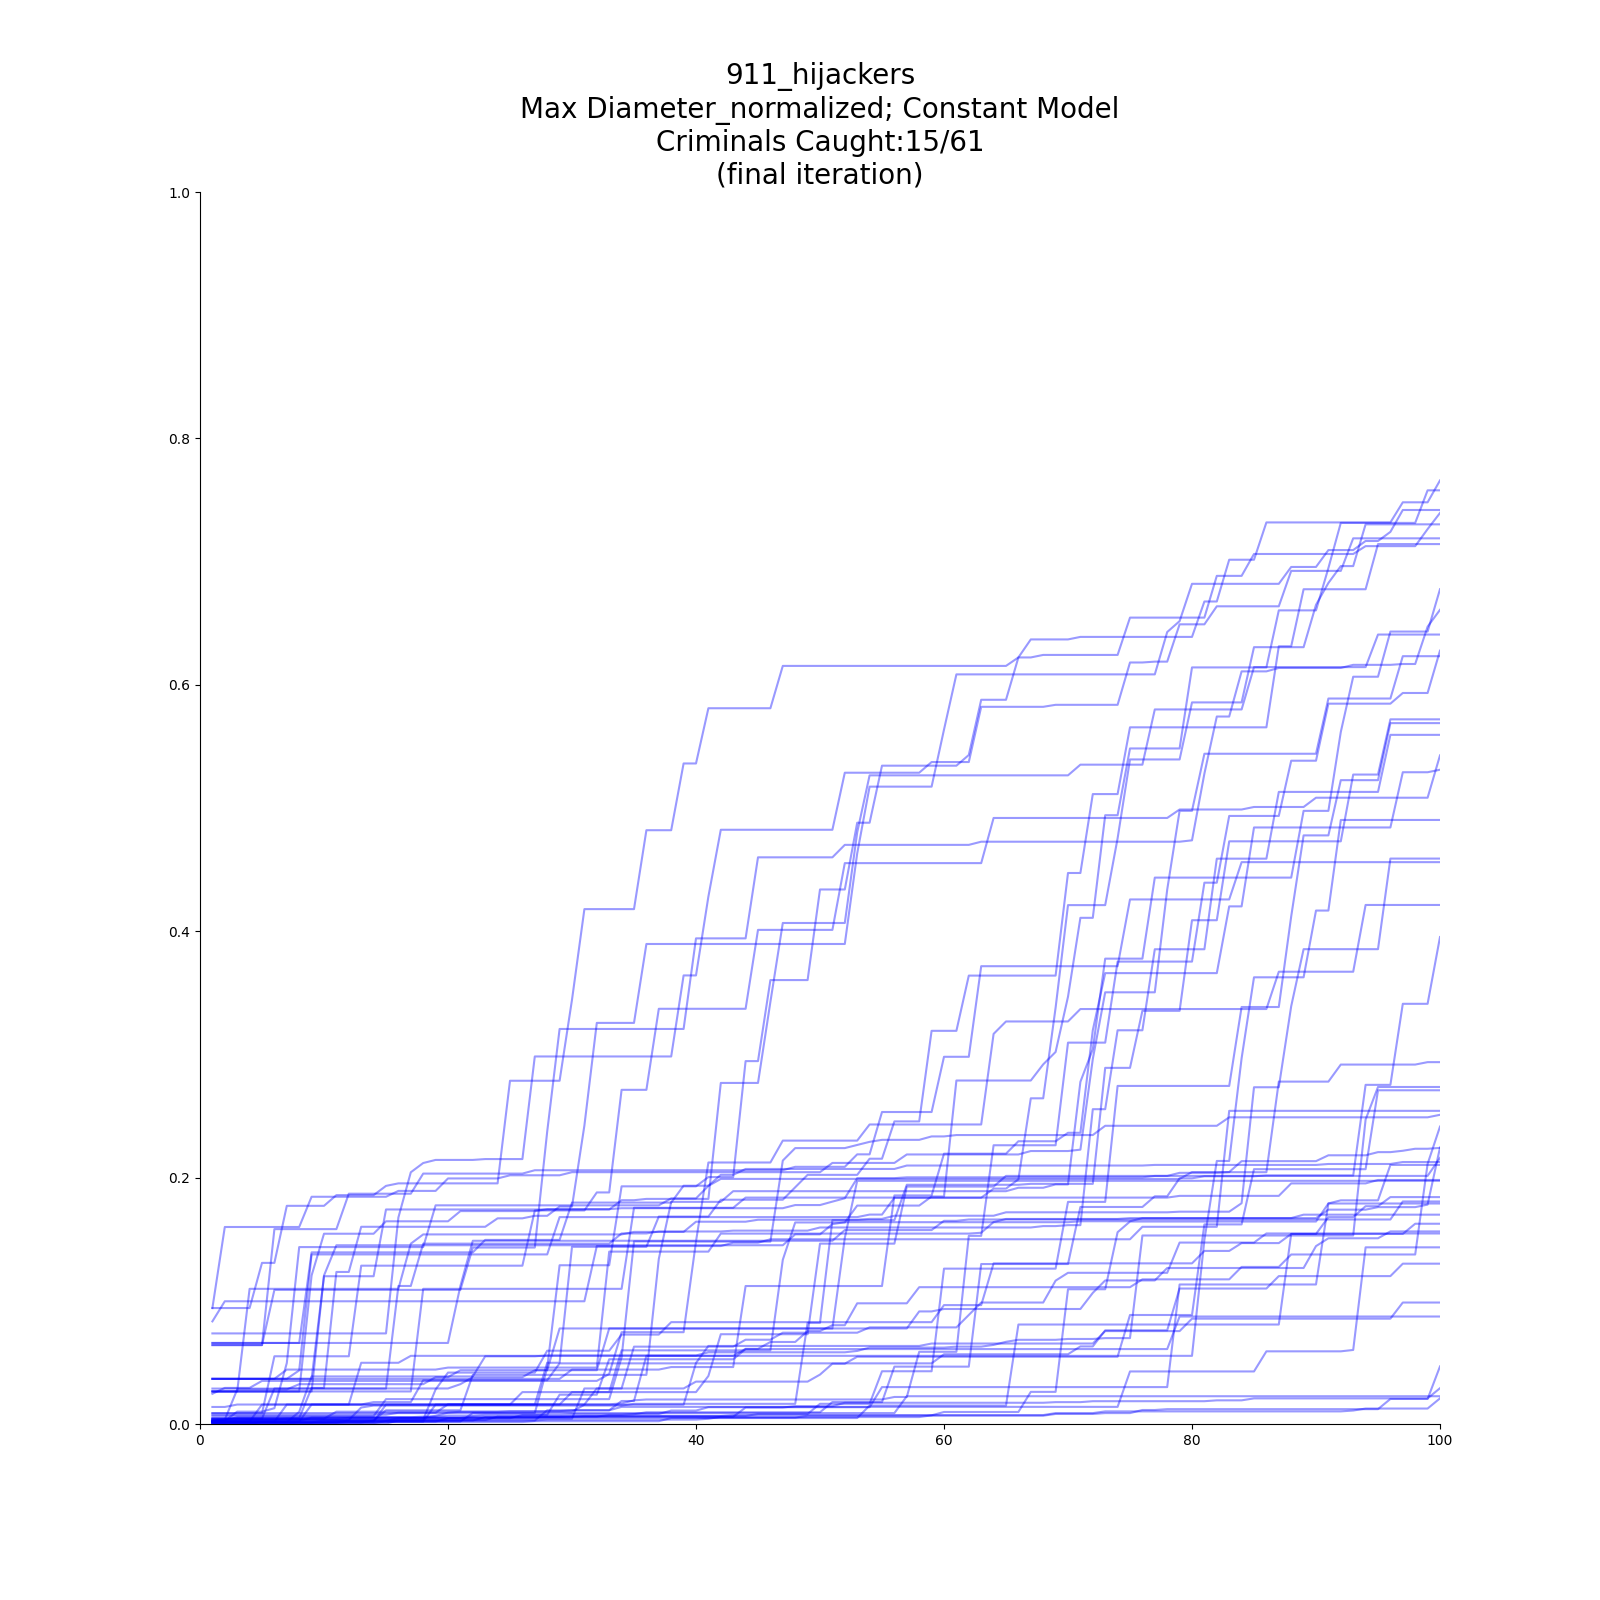 911_hijackers
Max Diameter_normalized; Constant Model
Criminals Caught:15/61
(final iteration)
1.0
0.8
0.6
0.4
0.2
0.0
0 20 40 60 80 100